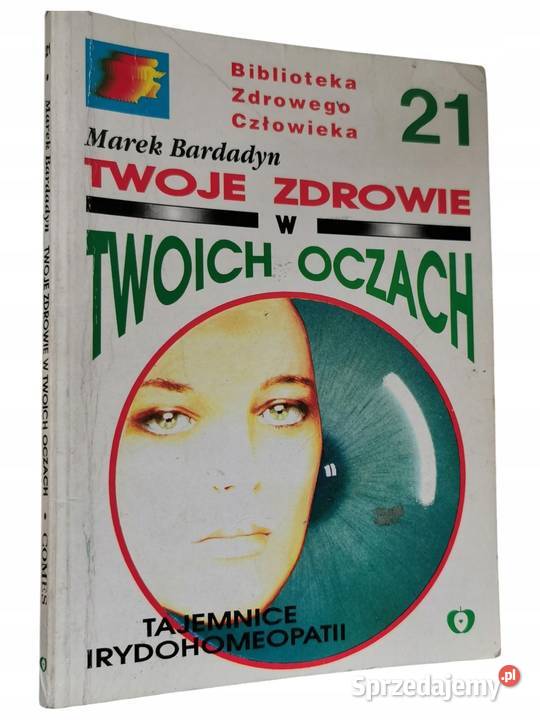 Biblioteka
Zdrowego
Człowieka
21
Marek Bardadyn
TWOJE ZDROWIE
W
TWOICH OCZACH
TAJEMNICE
IRYDOHOMEOPATII
21 • Marek Bardadyn TWOJE ZDROWIE W TWOICH OCZACH • COMES
Sprzedajemy.pl